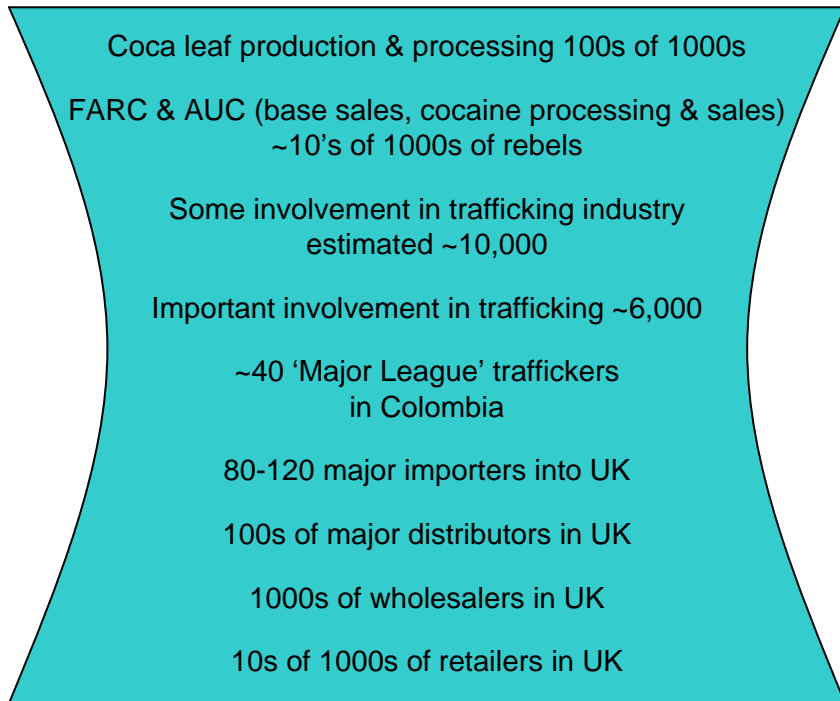 Coca leaf production & processing 100s of 1000s
FARC & AUC (base sales, cocaine processing & sales)
~10’s of 1000s of rebels
Some involvement in trafficking industry
estimated ~10,000
Important involvement in trafficking ~6,000
~40 ‘Major League’ traffickers
in Colombia
80-120 major importers into UK
100s of major distributors in UK
1000s of wholesalers in UK
10s of 1000s of retailers in UK